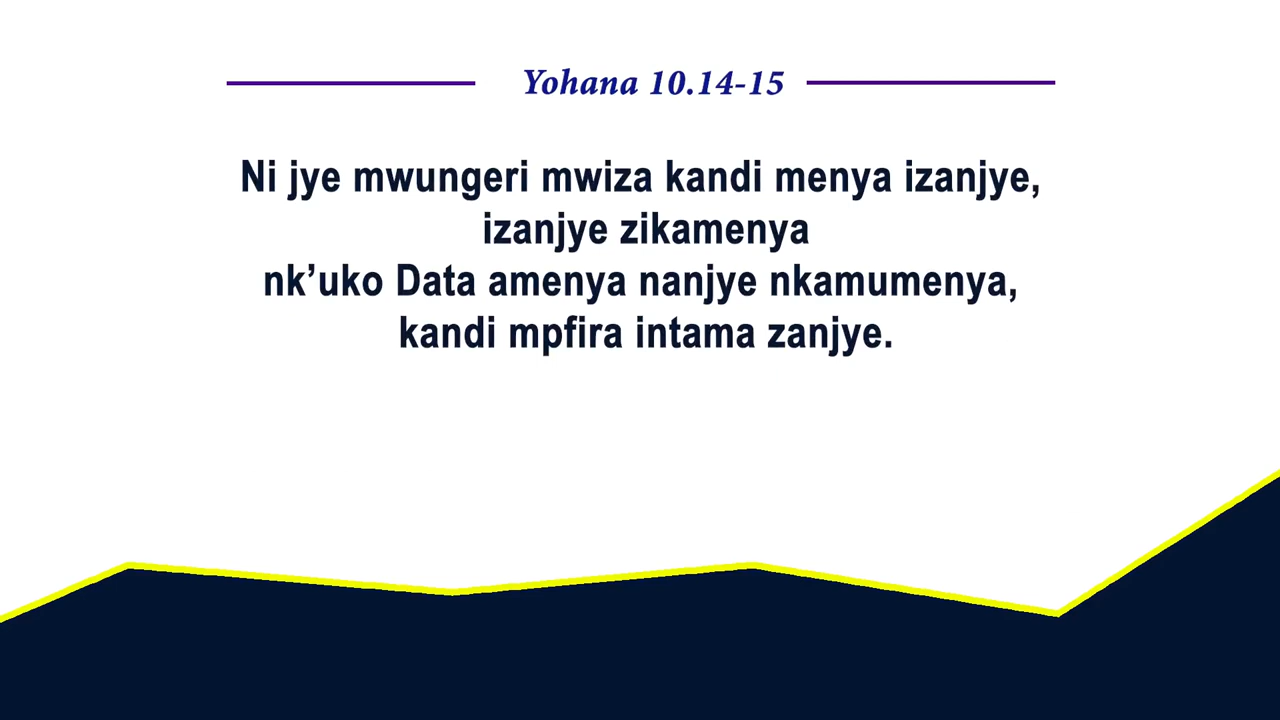 Yohana 10.14-15
Ni jye mwungeri mwiza kandi menya izanjye,
izanjye zikamenya
nk’uko Data amenya nanjye nkamumenya,
kandi mpfira intama zanjye.